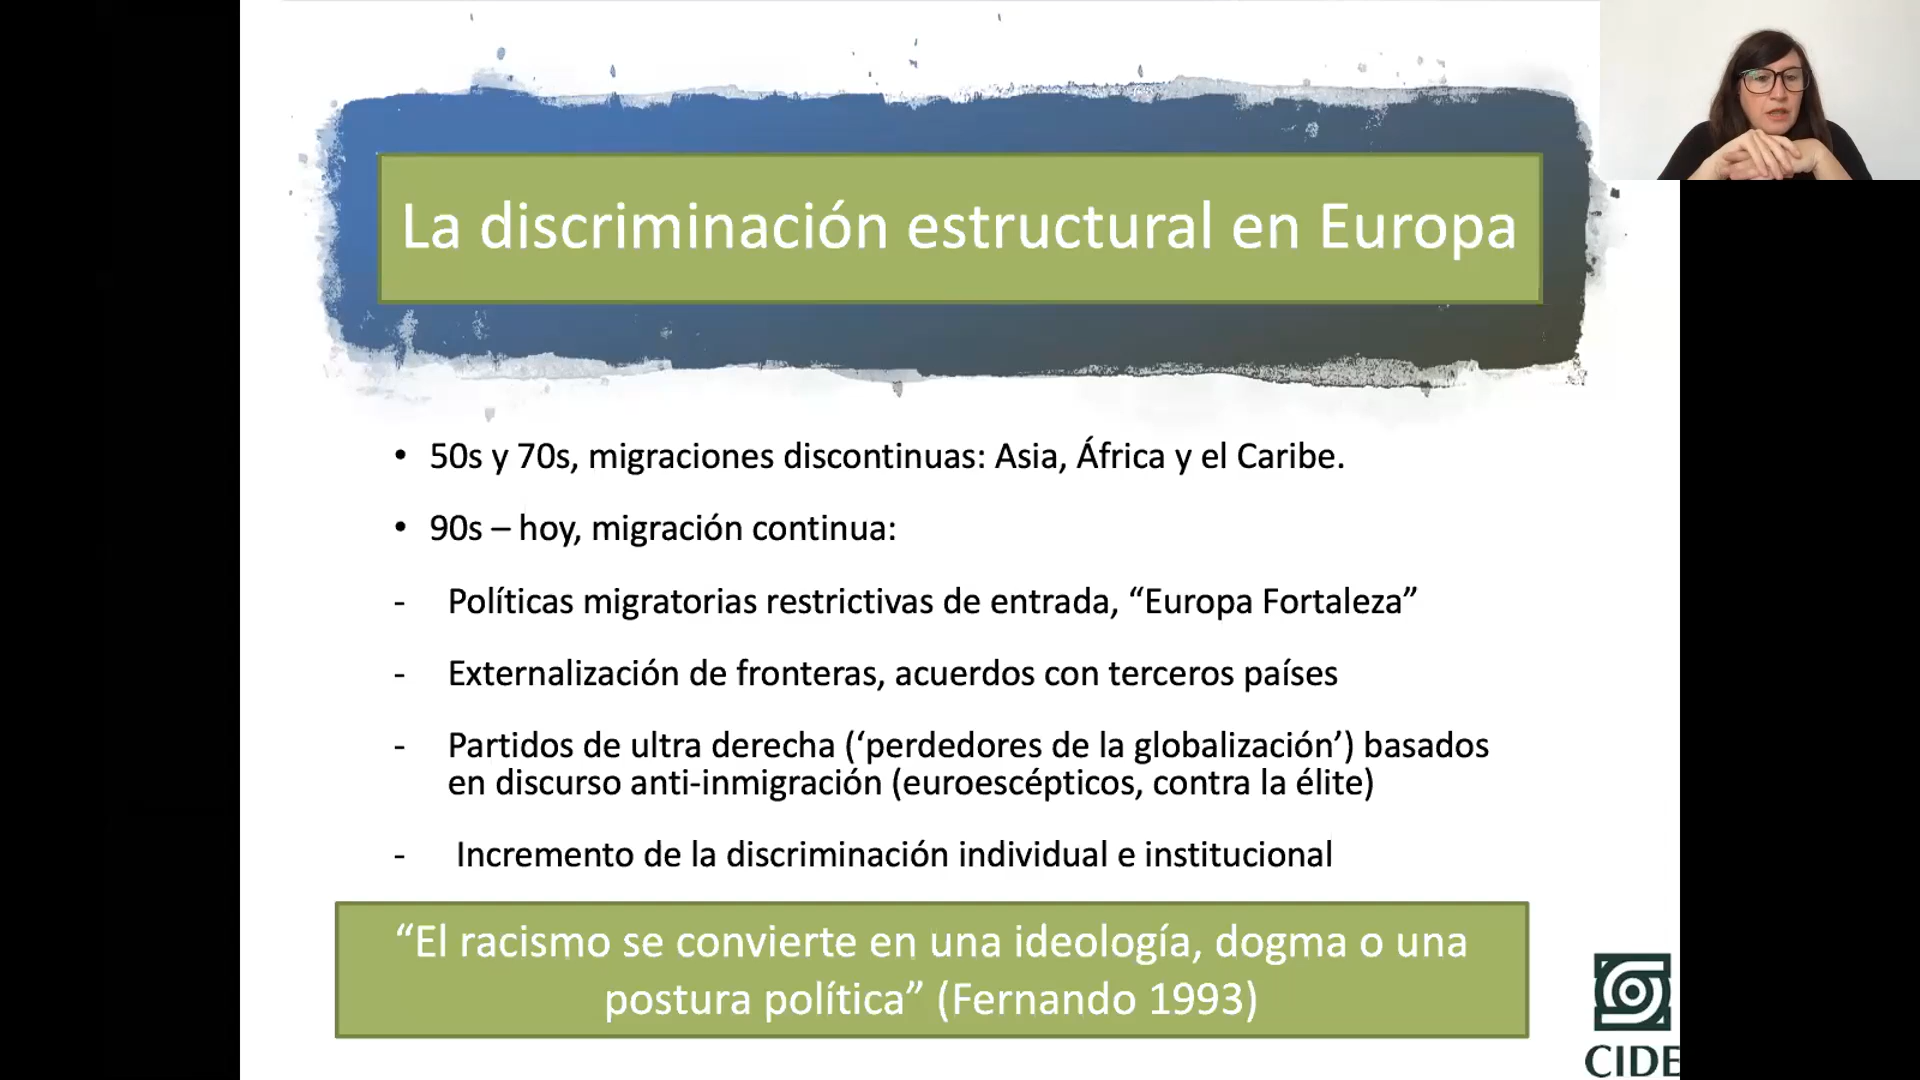 La discriminación estructural en Europa
• 50s y 70s, migraciones discontinuas: Asia, África y el Caribe.
• 90s – hoy, migración continua:
- Políticas migratorias restrictivas de entrada, “Europa Fortaleza”
- Externalización de fronteras, acuerdos con terceros países
- Partidos de ultra derecha (‘perdedores de la globalización’) basados
en discurso anti-inmigración (euroescépticos, contra la élite)
- Incremento de la discriminación individual e institucional
“El racismo se convierte en una ideología, dogma o una
postura política” (Fernando 1993)
CIDE